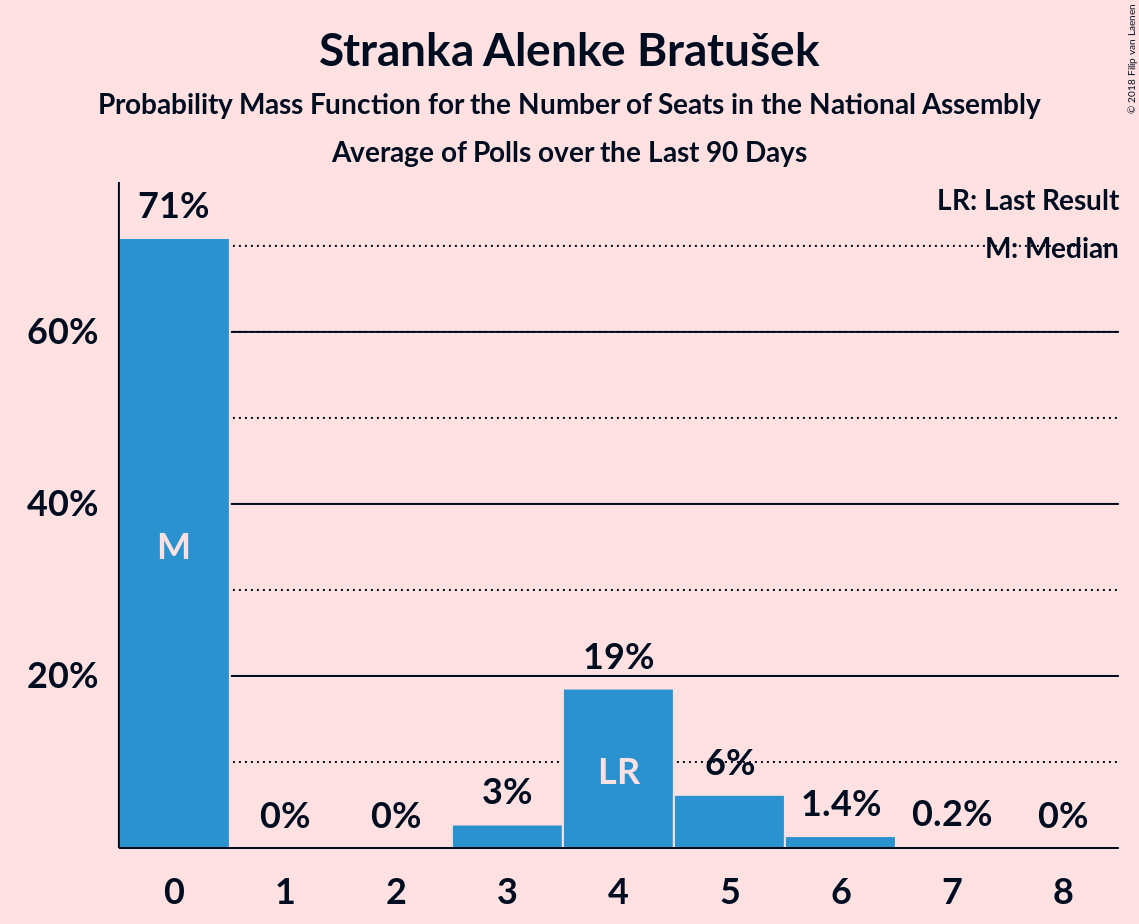 Stranka Alenke Bratušek
Probability Mass Function for the Number of Seats in the National Assembly
Average of Polls over the Last 90 Days
© 2018 Filip van Laenen
LR: Last Result
M: Median
71%
60%
40%
20%
M
0%
0%
3%
19%
LR
6%
1.4%
0.2%
0%
0 1 2 3 4 5 6 7 8